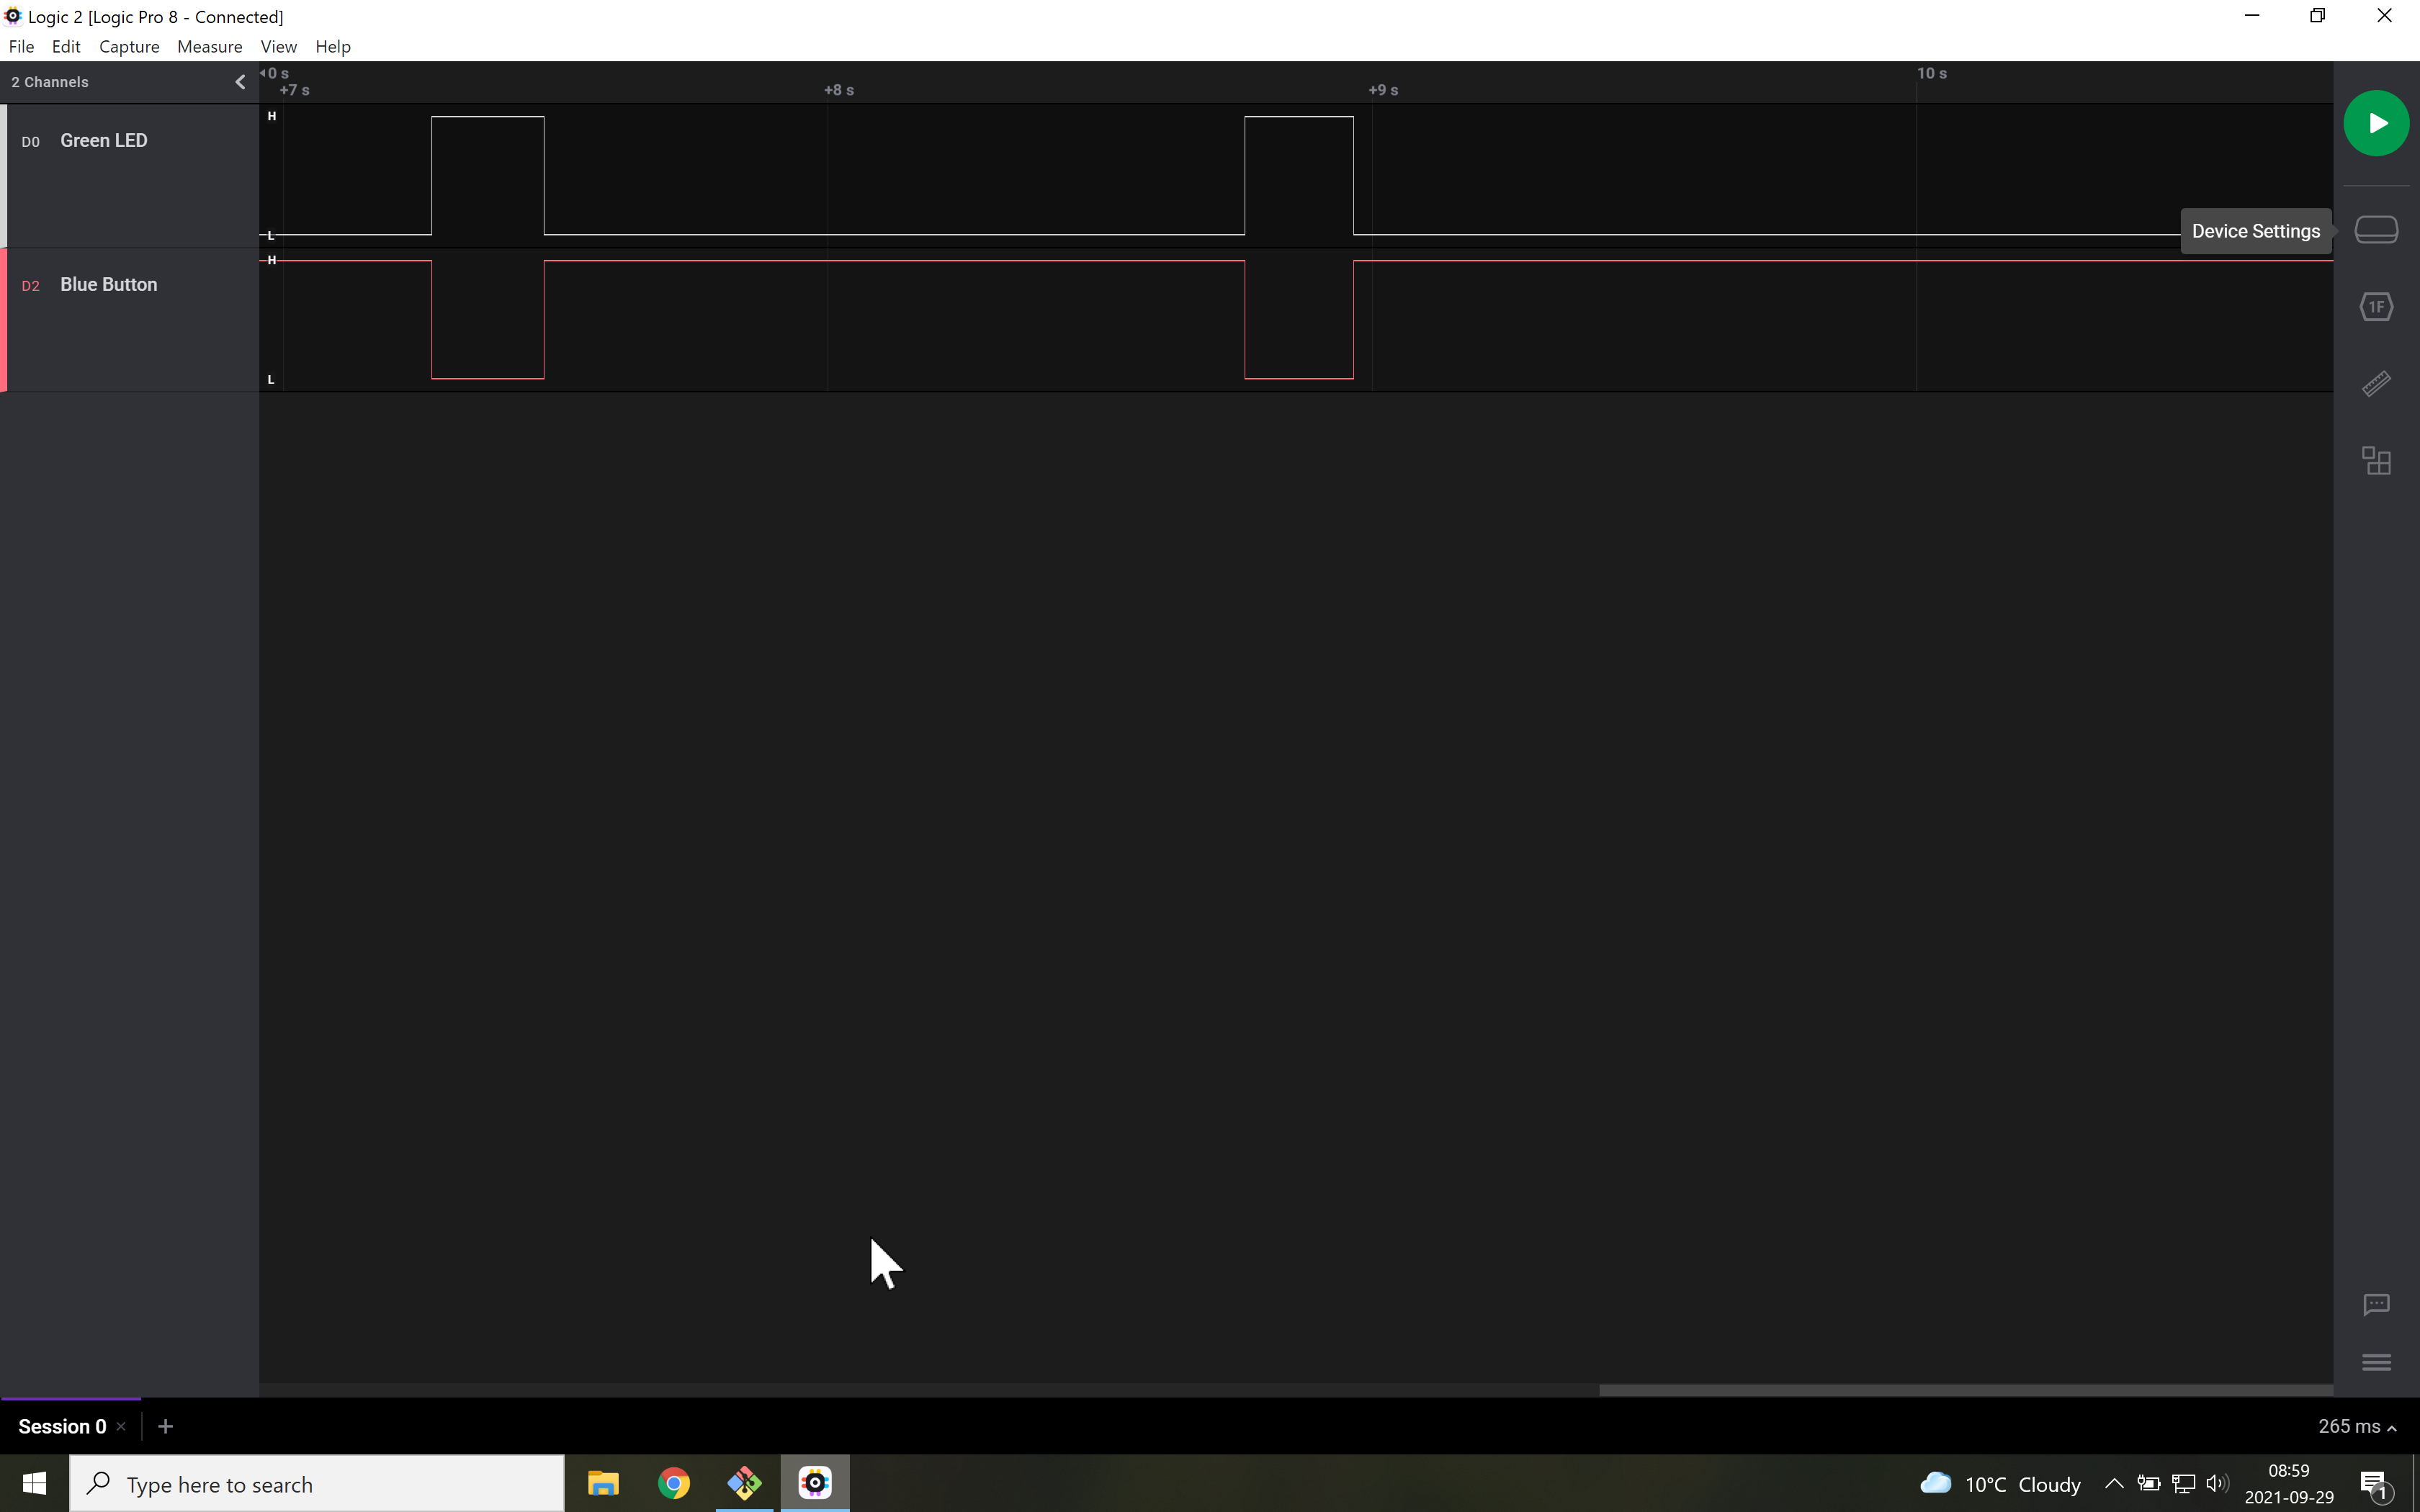 Logic 2 [Logic Pro 8 - Connected]
File Edit Capture Measure View Help
2 Channels
0 s
+7 s +8 s +9 s
10 s
D0 Green LED
H
L
Device Settings
D2 Blue Button
H
L
1F
Session 0 × +
265 ms
Type here to search
10°C Cloudy
08:59
2021-09-29
1